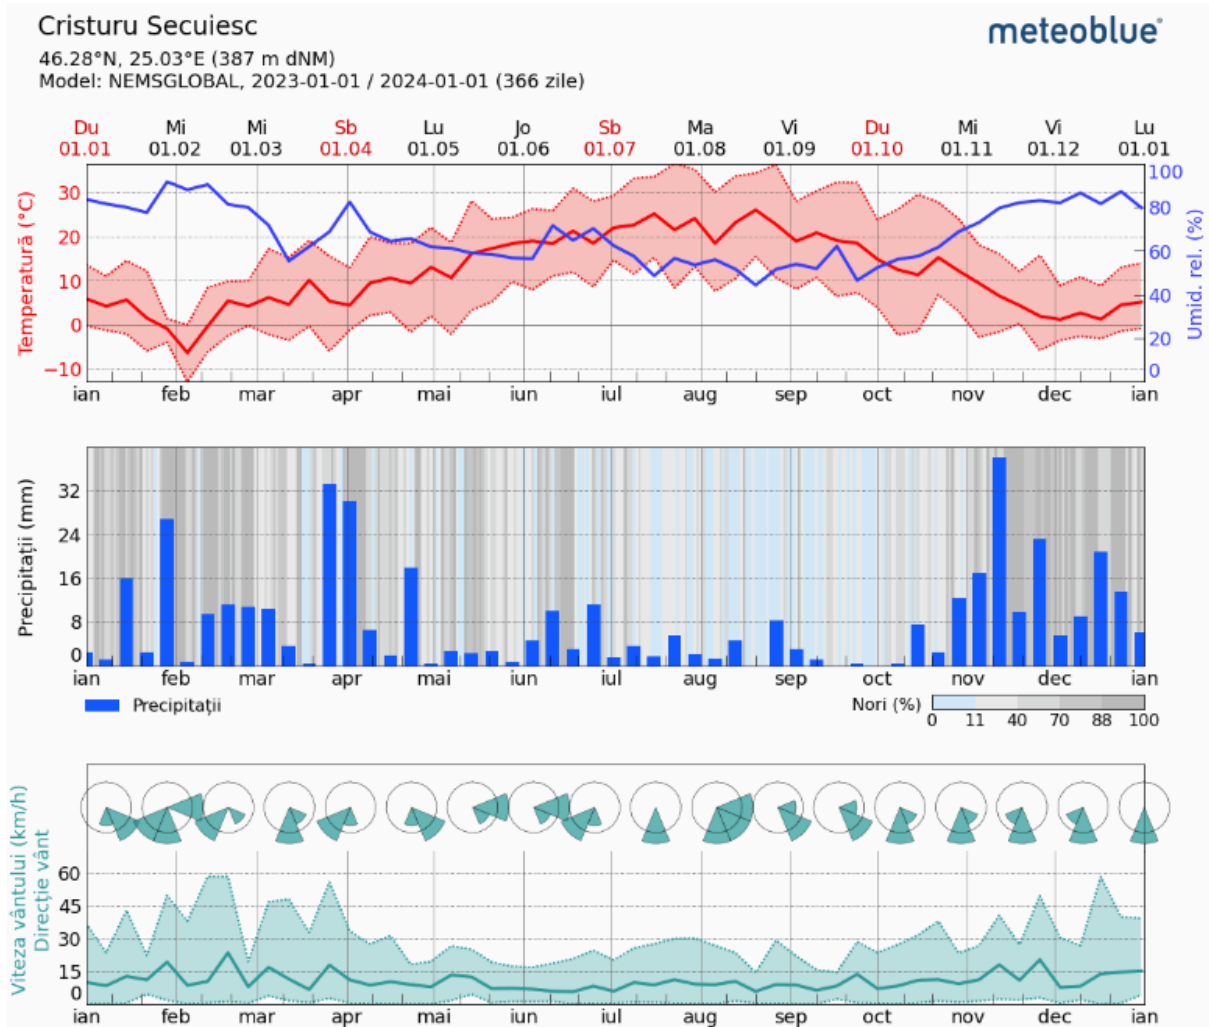 Cristuru Secuiesc
meteoblue
46.28°N, 25.03°E (387 m dNM)
Model: NEMSGLOBAL, 2023-01-01 / 2024-01-01 (366 zile)
Du Mi Mi Sb Lu Jo Sb Ma Vi Du Mi Vi Lu
01.01 01.02 01.03 01.04 01.05 01.06 01.07 01.08 01.09 01.10 01.11 01.12 01.01
Temperatură (°C)
30
20
10
0
−10
100
80
60
40
20
0
Umid. rel. (%)
ian feb mar apr mai iun iul aug sep oct nov dec ian
Precipitații (mm)
32
24
16
8
0
ian feb mar apr mai iun iul aug sep oct nov dec ian
Precipitații
Nori (%)
0 11 40 70 88 100
Viteza vântului (km/h)
Direcție vânt
60
45
30
15
0
ian feb mar apr mai iun iul aug sep oct nov dec ian